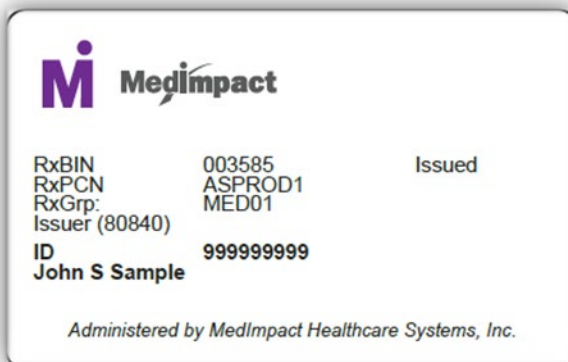 MedImpact
RxBIN 003585 Issued
RxPCN ASPROD1
RxGrp: MED01
Issuer (80840)
ID 999999999
John S Sample
Administered by MedImpact Healthcare Systems, Inc.